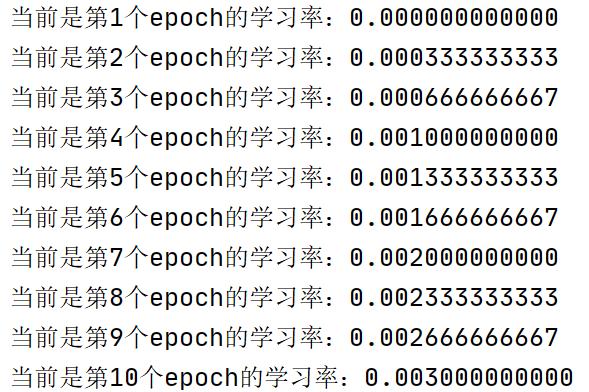 当前是第1个epoch的学习率：0.000000000000
当前是第2个epoch的学习率：0.000333333333
当前是第3个epoch的学习率：0.000666666667
当前是第4个epoch的学习率：0.001000000000
当前是第5个epoch的学习率：0.001333333333
当前是第6个epoch的学习率：0.001666666667
当前是第7个epoch的学习率：0.002000000000
当前是第8个epoch的学习率：0.002333333333
当前是第9个epoch的学习率：0.002666666667
当前是第10个epoch的学习率：0.003000000000